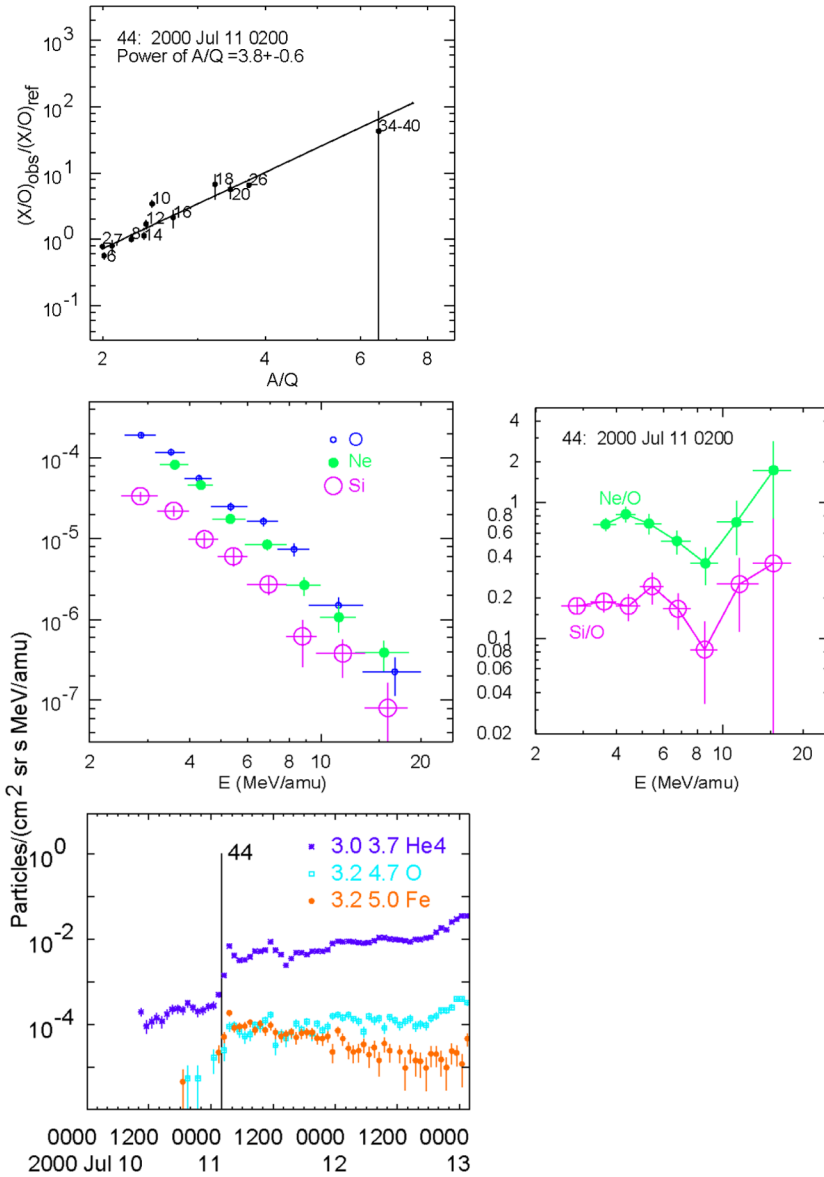 44: 2000 Jul 11 0200
Power of A/Q =3.8+-0.6
(X/O)obs/(X/O)ref
10^3
10^2
10^1
10^0
10^-1
2
7
6
8
10
12
14
16
18
20
26
34-40
2 4 6 8
A/Q
10^-4
10^-5
10^-6
10^-7
O
Ne
Si
2 4 6 8 10 20
E (MeV/amu)
44: 2000 Jul 11 0200
4
2
1
0.8
0.6
0.4
0.2
0.1
0.08
0.06
0.04
0.02
Ne/O
Si/O
2 4 6 8 10 20
E (MeV/amu)
Particles/(cm² sr s MeV/amu)
10^0
10^-2
10^-4
44
3.0 3.7 He4
3.2 4.7 O
3.2 5.0 Fe
0000 1200 0000 1200 0000 1200 0000
2000 Jul 10 11 12 13